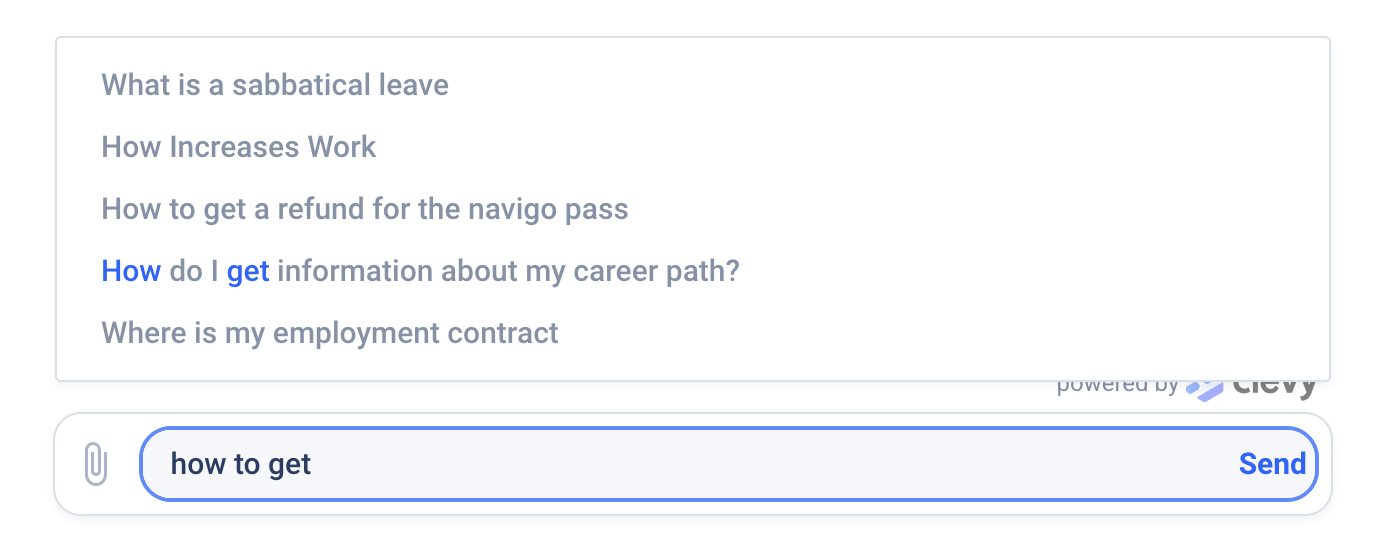 What is a sabbatical leave
How Increases Work
How to get a refund for the navigo pass
How do I get information about my career path?
Where is my employment contract
powered by clevy
how to get
Send